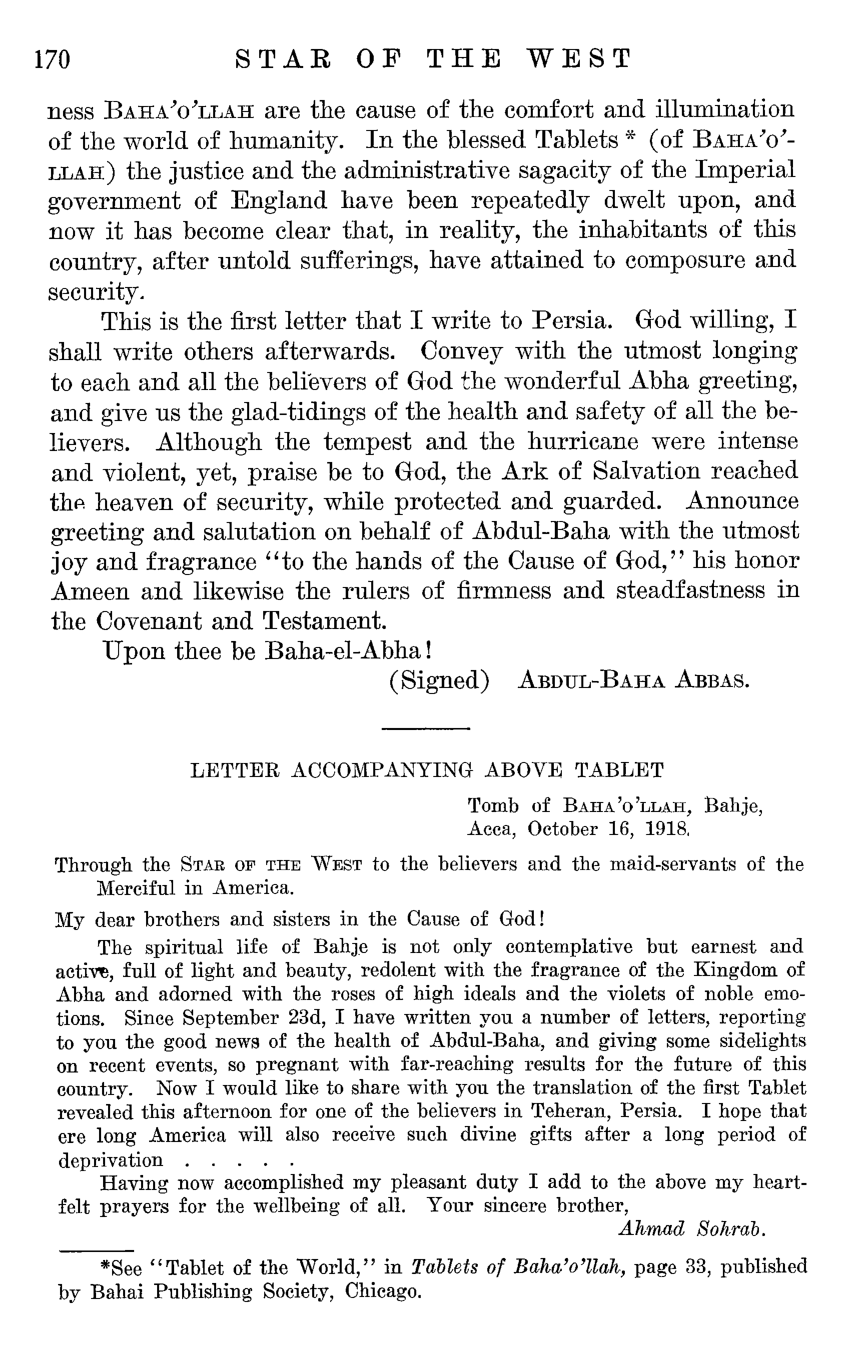 170 STAR OF THE WEST
ness BAHA'O'LLAH are the cause of the comfort and illumination
of the world of humanity. In the blessed Tablets * (of BAHA'O'-
LLAH) the justice and the administrative sagacity of the Imperial
government of England have been repeatedly dwelt upon, and
now it has become clear that, in reality, the inhabitants of this
country, after untold sufferings, have attained to composure and
security.
This is the first letter that I write to Persia. God willing, I
shall write others afterwards. Convey with the utmost longing
to each and all the believers of God the wonderful Abha greeting,
and give us the glad-tidings of the health and safety of all the be-
lievers. Although the tempest and the hurricane were intense
and violent, yet, praise be to God, the Ark of Salvation reached
the heaven of security, while protected and guarded. Announce
greeting and salutation on behalf of Abdul-Baha with the utmost
joy and fragrance "to the hands of the Cause of God," his honor
Ameen and likewise the rulers of firmness and steadfastness in
the Covenant and Testament.
Upon thee be Baha-el-Abha!
(Signed) ABDUL-BAHA ABBAS.
LETTER ACCOMPANYING ABOVE TABLET
Tomb of BAHA'O'LLAH, Bahje,
Acca, October 16, 1918.
Through the STAR OF THE WEST to the believers and the maid-servants of the
Merciful in America.
My dear brothers and sisters in the Cause of God!
The spiritual life of Bahje is not only contemplative but earnest and
active, full of light and beauty, redolent with the fragrance of the Kingdom of
Abha and adorned with the roses of high ideals and the violets of noble emo-
tions. Since September 23d, I have written you a number of letters, reporting
to you the good news of the health of Abdul-Baha, and giving some sidelights
on recent events, so pregnant with far-reaching results for the future of this
country. Now I would like to share with you the translation of the first Tablet
revealed this afternoon for one of the believers in Teheran, Persia. I hope that
ere long America will also receive such divine gifts after a long period of
deprivation . . . . .
Having now accomplished my pleasant duty I add to the above my heart-
felt prayers for the wellbeing of all. Your sincere brother,
Ahmad Sohrab.
*See "Tablet of the World," in Tablets of Baha'o'llah, page 33, published
by Bahai Publishing Society, Chicago.